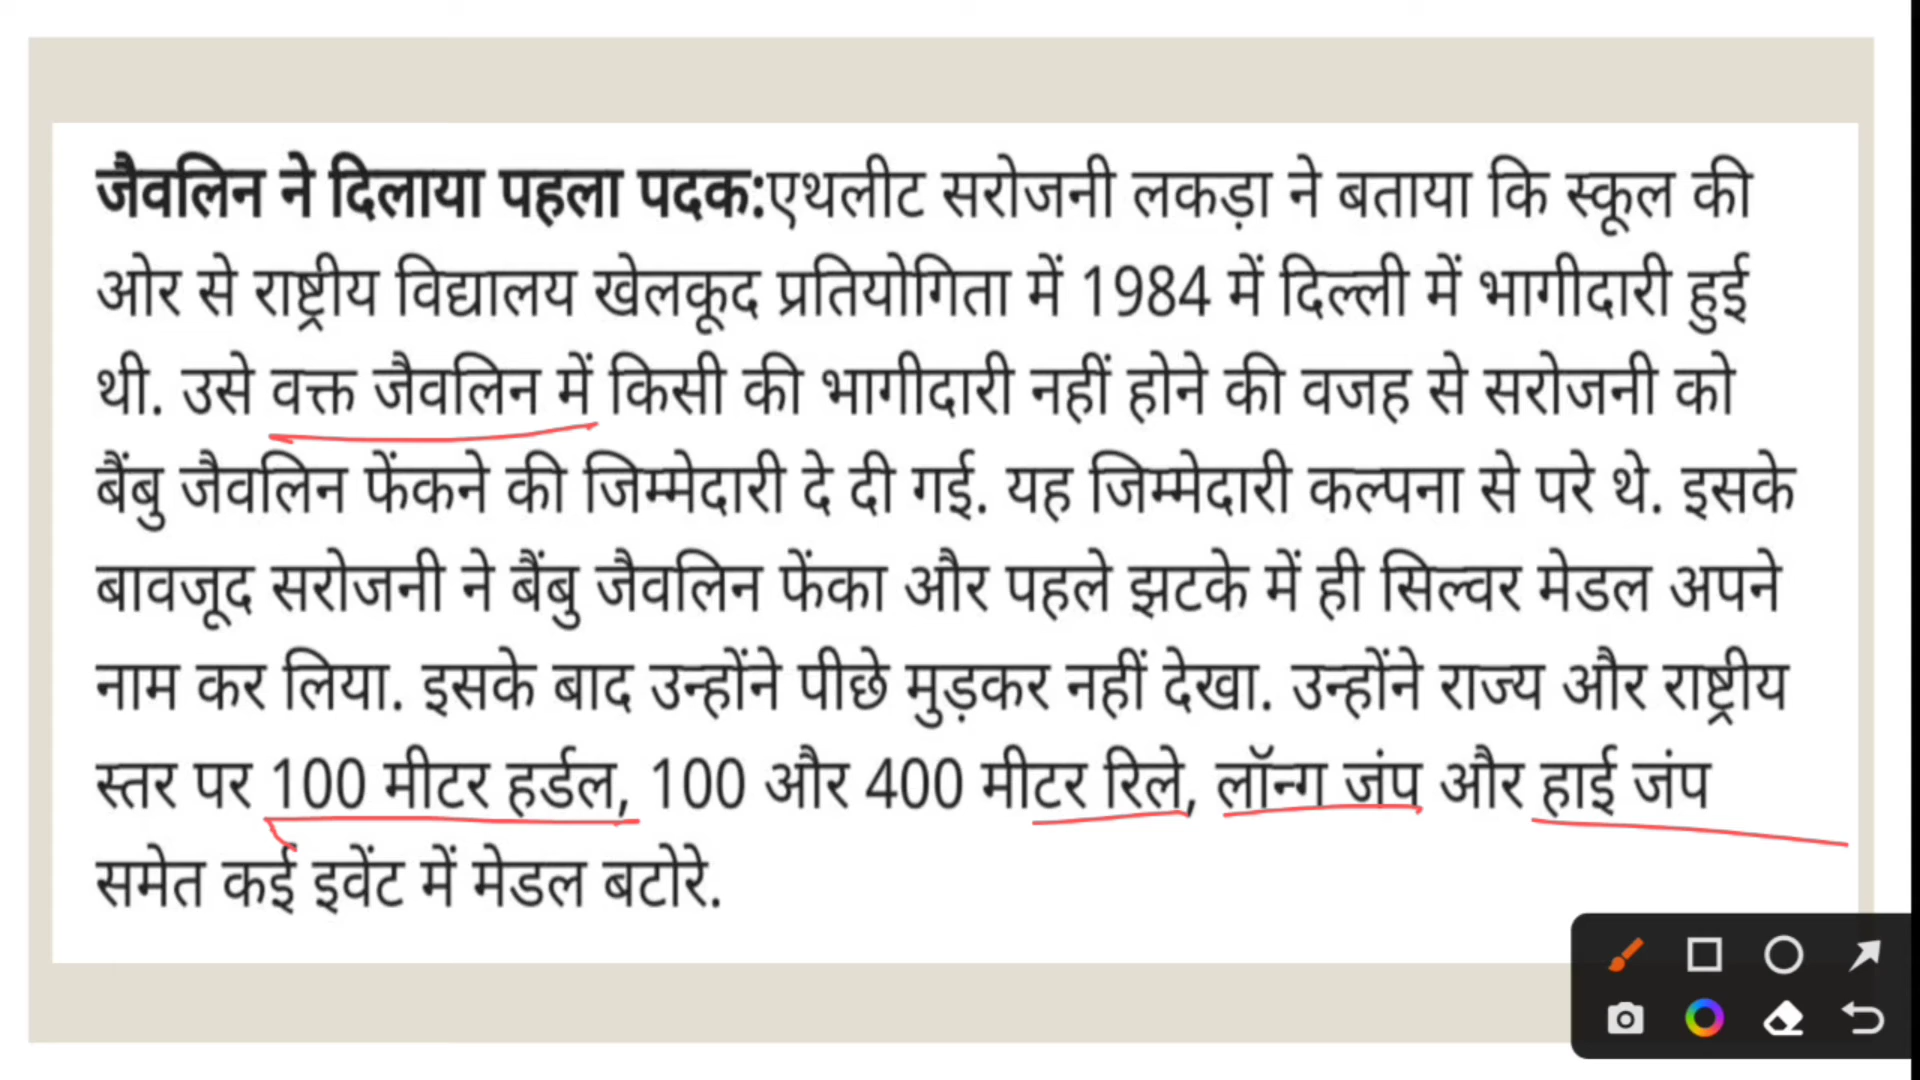 जैवलिन ने दिलाया पहला पदक:एथलीट सरोजनी लकड़ा ने बताया कि स्कूल की
ओर से राष्ट्रीय विद्यालय खेलकूद प्रतियोगिता में 1984 में दिल्ली में भागीदारी हुई
थी. उसे वक्त जैवलिन में किसी की भागीदारी नहीं होने की वजह से सरोजनी को
बैंबु जैवलिन फेंकने की जिम्मेदारी दे दी गई. यह जिम्मेदारी कल्पना से परे थे. इसके
बावजूद सरोजनी ने बैंबु जैवलिन फेंका और पहले झटके में ही सिल्वर मेडल अपने
नाम कर लिया. इसके बाद उन्होंने पीछे मुड़कर नहीं देखा. उन्होंने राज्य और राष्ट्रीय
स्तर पर 100 मीटर हर्डल, 100 और 400 मीटर रिले, लॉन्ग जंप और हाई जंप
समेत कई इवेंट में मेडल बटोरे.